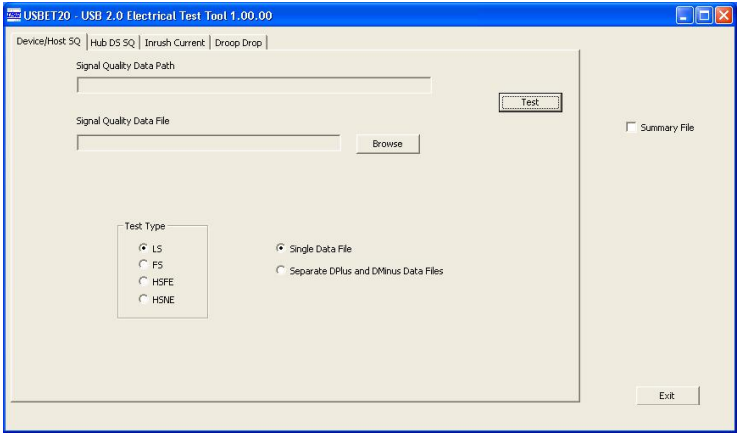 USBET20 - USB 2.0 Electrical Test Tool 1.00.00
Device/Host SQ
Hub DS SQ
Inrush Current
Droop Drop
Signal Quality Data Path
Test
Signal Quality Data File
Browse
Summary File
Test Type
LS
FS
HSFE
HSNE
Single Data File
Separate DPlus and DMinus Data Files
Exit